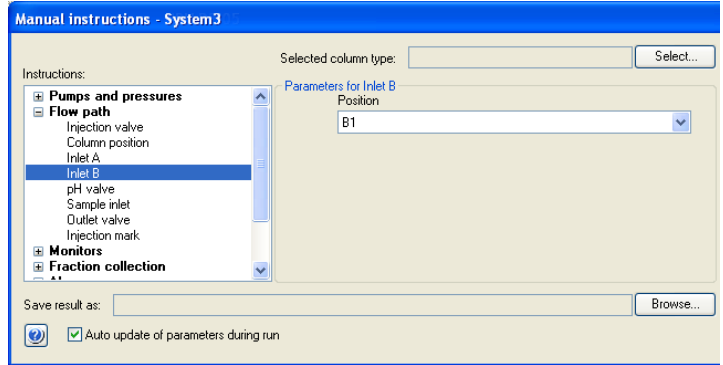 Manual instructions - System3
Selected column type:
Select...
Instructions:
Pumps and pressures
Flow path
Injection valve
Column position
Inlet A
Inlet B
pH valve
Sample inlet
Outlet valve
Injection mark
Monitors
Fraction collection
Parameters for Inlet B
Position
B1
Save result as:
Browse...
Auto update of parameters during run